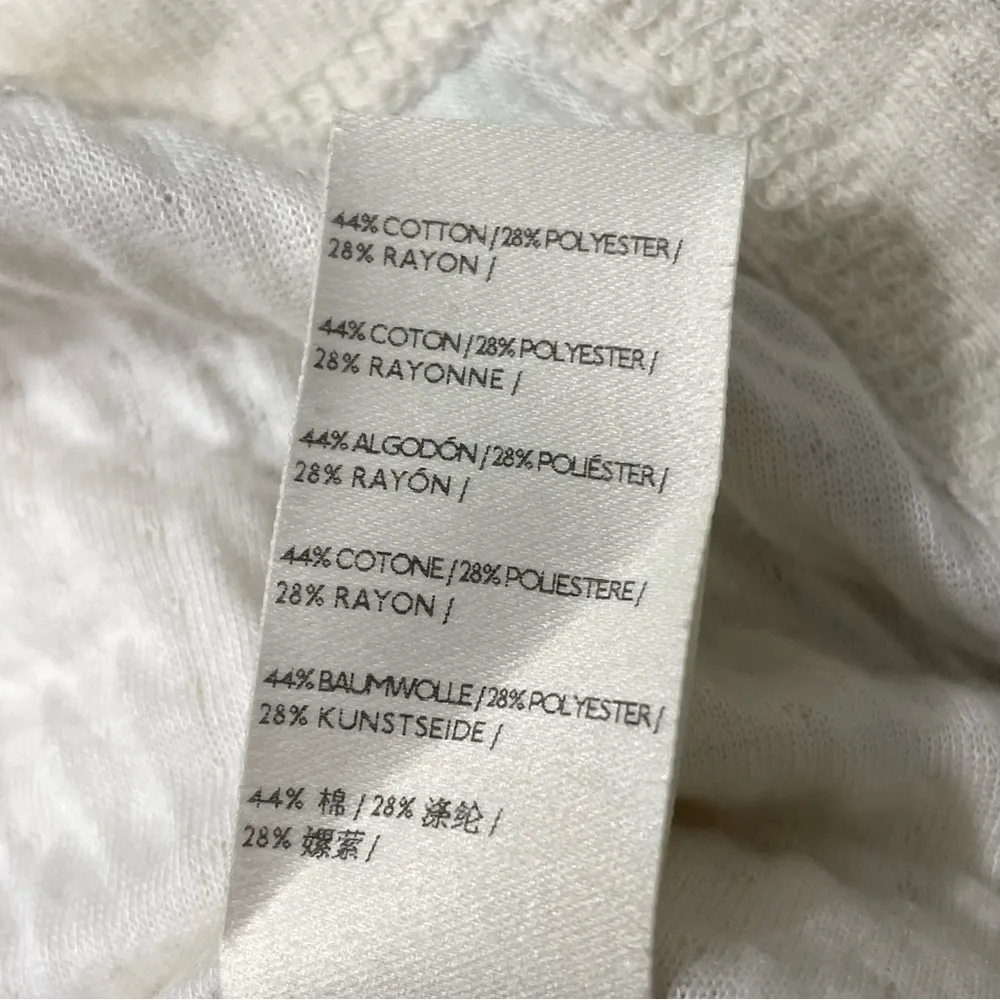 44% COTTON / 28% POLYESTER /
28% RAYON /
44% COTON / 28% POLYESTER /
28% RAYONNE /
44% ALGODÓN / 28% POLIÉSTER /
28% RAYÓN /
44% COTONE / 28% POLIESTERE /
28% RAYON /
44% BAUMWOLLE / 28% POLYESTER /
28% KUNSTSEIDE /
44% 棉 / 28% 涤纶 /
28% 嫘萦 /